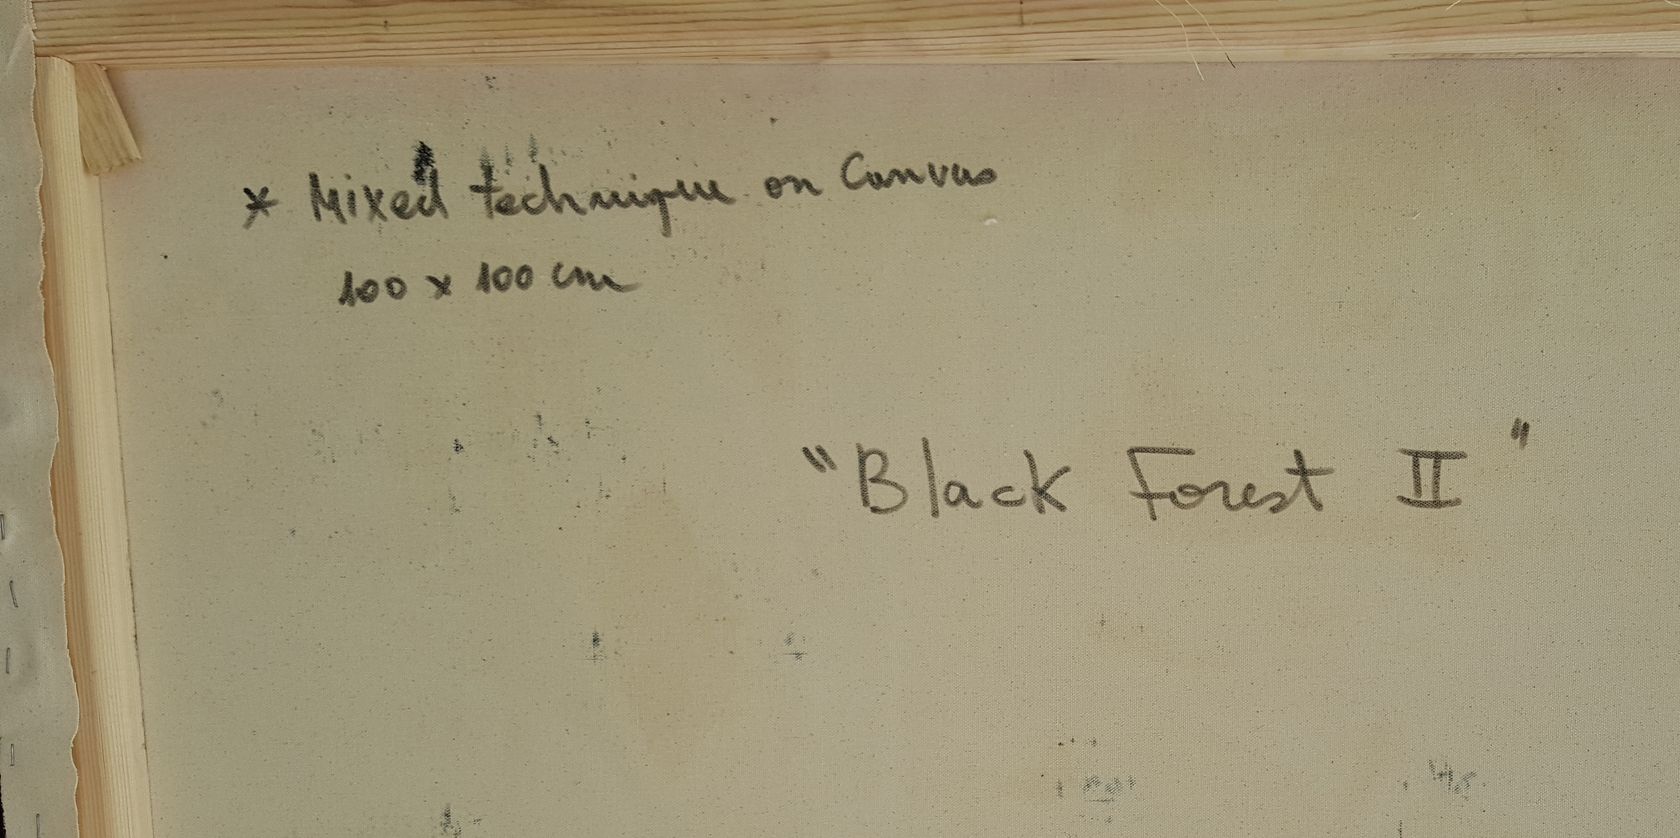 * Mixed technique on Canvas
100 x 100 cm
"Black Forest II"